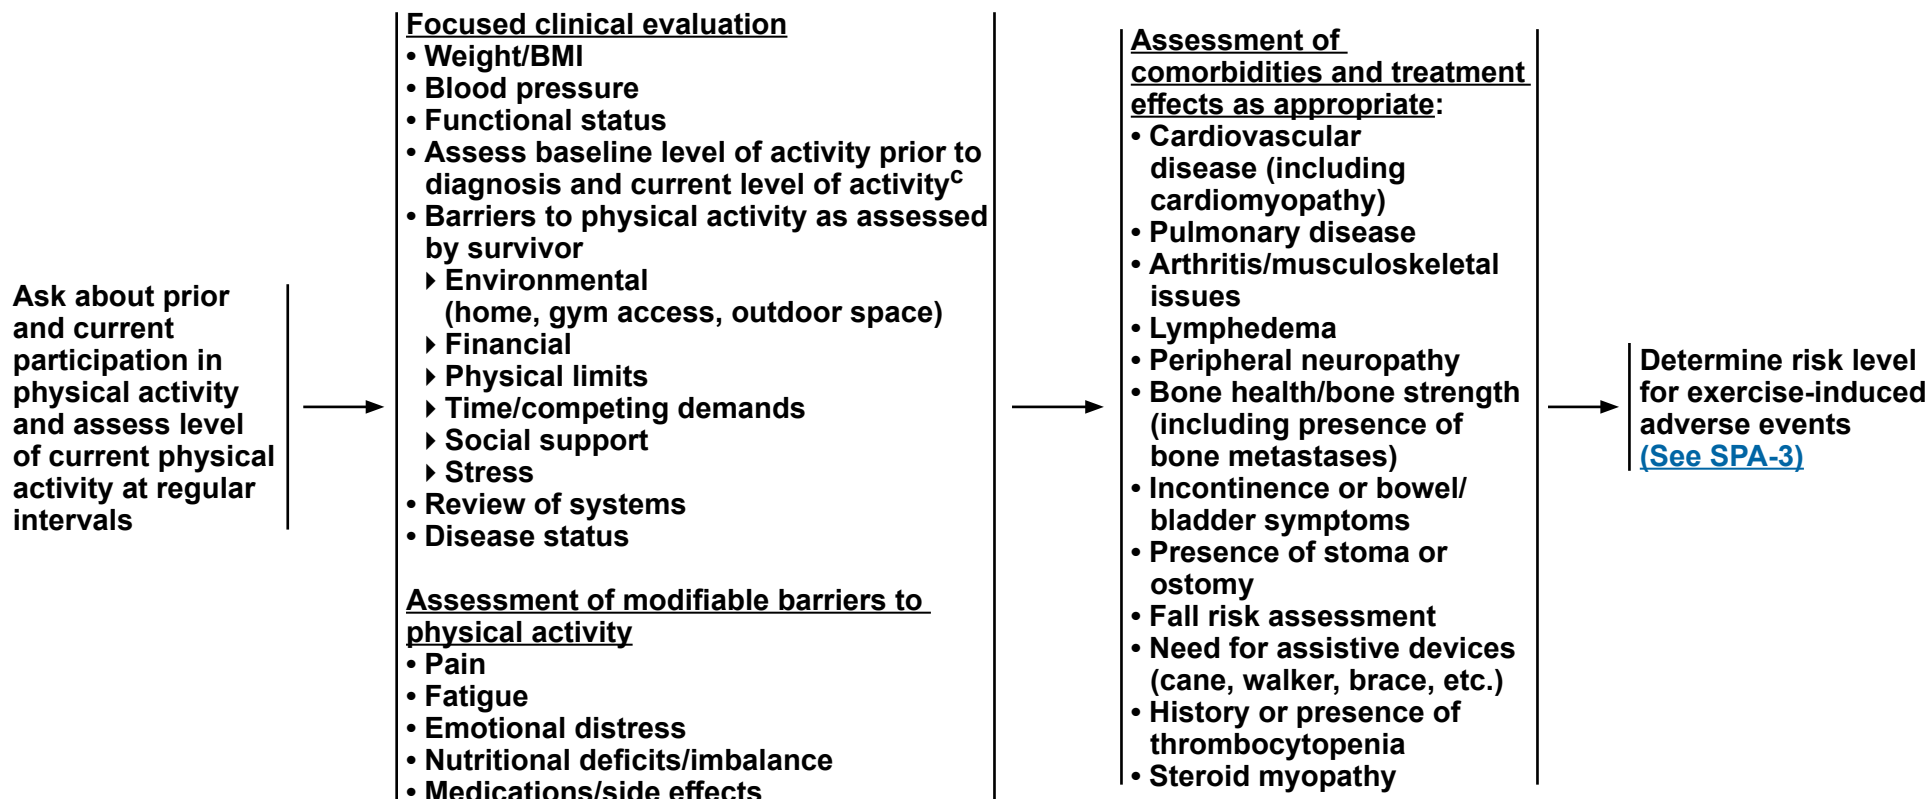 Ask about prior
and current
participation in
physical activity
and assess level
of current physical
activity at regular
intervals
Focused clinical evaluation
• Weight/BMI
• Blood pressure
• Functional status
• Assess baseline level of activity prior to
diagnosis and current level of activityᶜ
• Barriers to physical activity as assessed
by survivor
▸ Environmental
(home, gym access, outdoor space)
▸ Financial
▸ Physical limits
▸ Time/competing demands
▸ Social support
▸ Stress
• Review of systems
• Disease status
Assessment of modifiable barriers to
physical activity
• Pain
• Fatigue
• Emotional distress
• Nutritional deficits/imbalance
• Medications/side effects
Assessment of
comorbidities and treatment
effects as appropriate:
• Cardiovascular
disease (including
cardiomyopathy)
• Pulmonary disease
• Arthritis/musculoskeletal
issues
• Lymphedema
• Peripheral neuropathy
• Bone health/bone strength
(including presence of
bone metastases)
• Incontinence or bowel/
bladder symptoms
• Presence of stoma or
ostomy
• Fall risk assessment
• Need for assistive devices
(cane, walker, brace, etc.)
• History or presence of
thrombocytopenia
• Steroid myopathy
Determine risk level
for exercise-induced
adverse events
(See SPA-3)